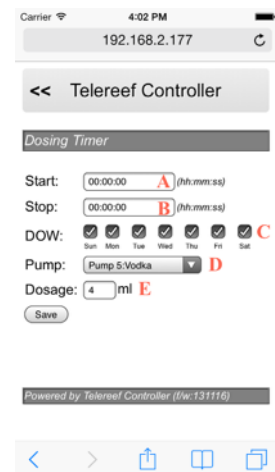 Carrier 4:02 PM
192.168.2.177
<< Telereef Controller
Dosing Timer
Start: 00:00:00 A (hh:mm:ss)
Stop: 00:00:00 B (hh:mm:ss)
DOW: C
Sun Mon Tue Wed Thu Fri Sat
Pump: Pump 5:Vodka D
Dosage: 4 ml E
Save
Powered by Telereef Controller (f/w:131116)